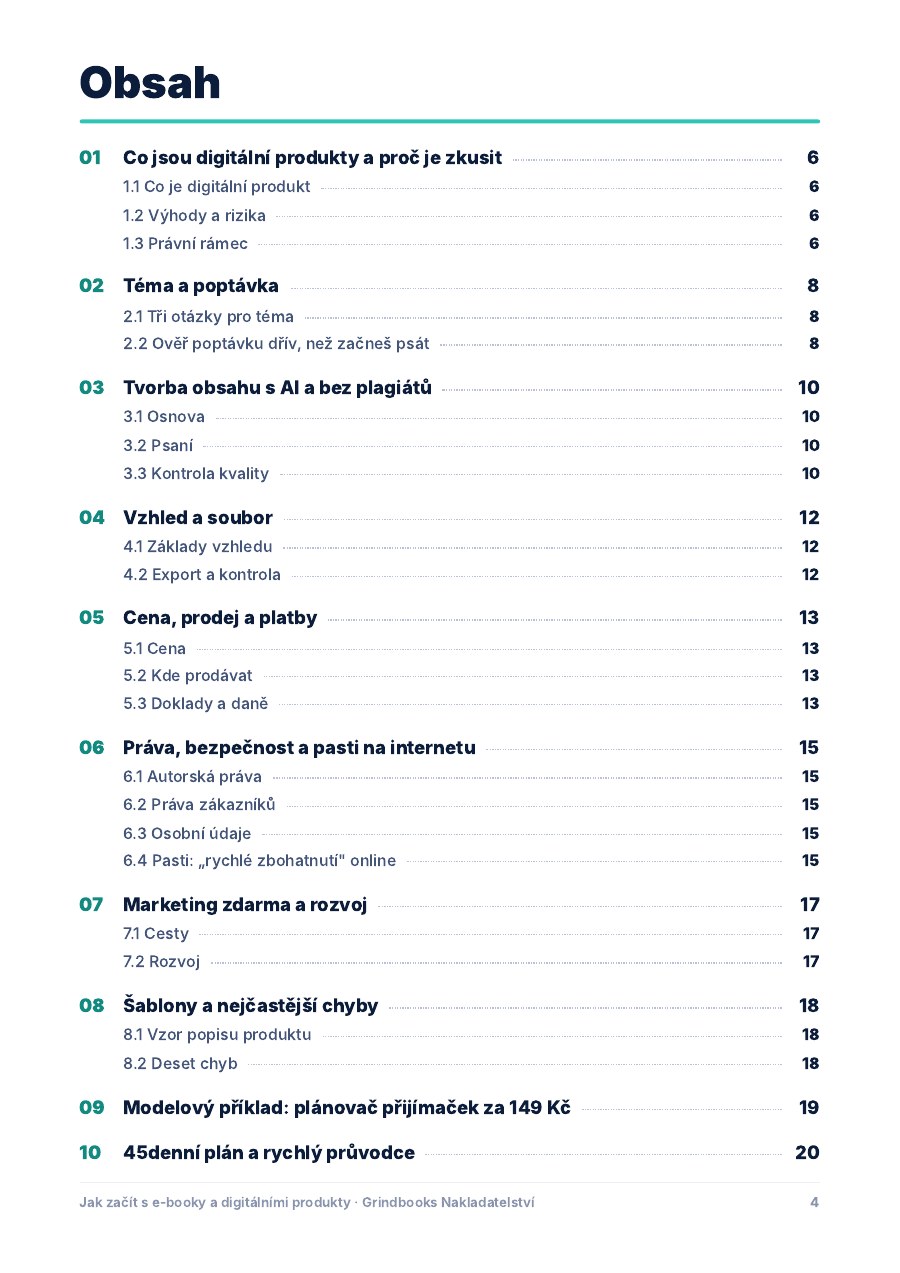 Obsah
01 Co jsou digitální produkty a proč je zkusit 6
1.1 Co je digitální produkt 6
1.2 Výhody a rizika 6
1.3 Právní rámec 6
02 Téma a poptávka 8
2.1 Tři otázky pro téma 8
2.2 Ověř poptávku dřív, než začneš psát 8
03 Tvorba obsahu s AI a bez plagiátů 10
3.1 Osnova 10
3.2 Psaní 10
3.3 Kontrola kvality 10
04 Vzhled a soubor 12
4.1 Základy vzhledu 12
4.2 Export a kontrola 12
05 Cena, prodej a platby 13
5.1 Cena 13
5.2 Kde prodávat 13
5.3 Doklady a daně 13
06 Práva, bezpečnost a pasti na internetu 15
6.1 Autorská práva 15
6.2 Práva zákazníků 15
6.3 Osobní údaje 15
6.4 Pasti: „rychlé zbohatnutí" online 15
07 Marketing zdarma a rozvoj 17
7.1 Cesty 17
7.2 Rozvoj 17
08 Šablony a nejčastější chyby 18
8.1 Vzor popisu produktu 18
8.2 Deset chyb 18
09 Modelový příklad: plánovač přijímaček za 149 Kč 19
10 45denní plán a rychlý průvodce 20
Jak začít s e-booky a digitálními produkty · Grindbooks Nakladatelství 4